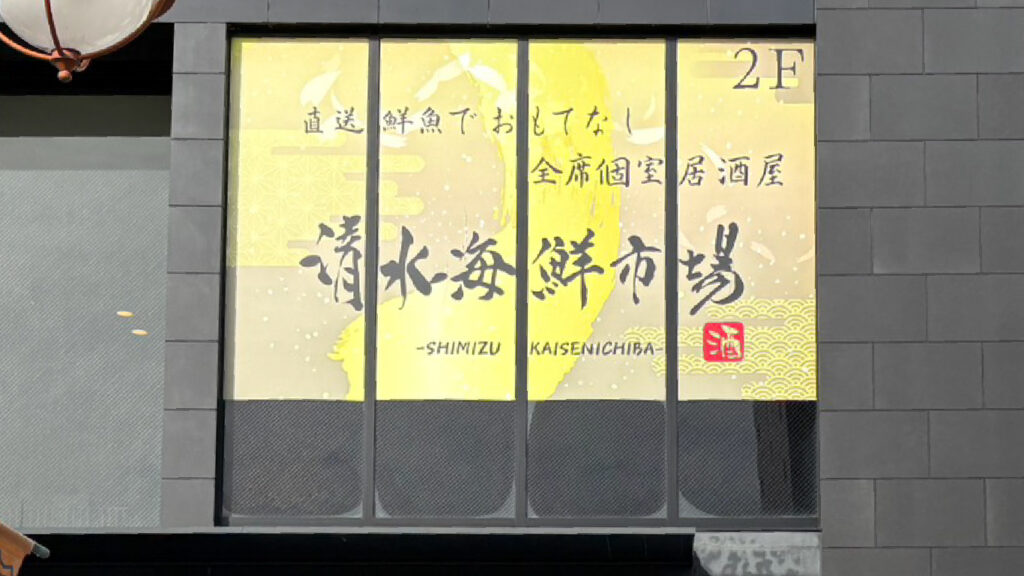 2F
直送鮮魚でおもてなし
全席個室居酒屋
清水海鮮市場
-SHIMIZU KAISENICHIBA-
酒